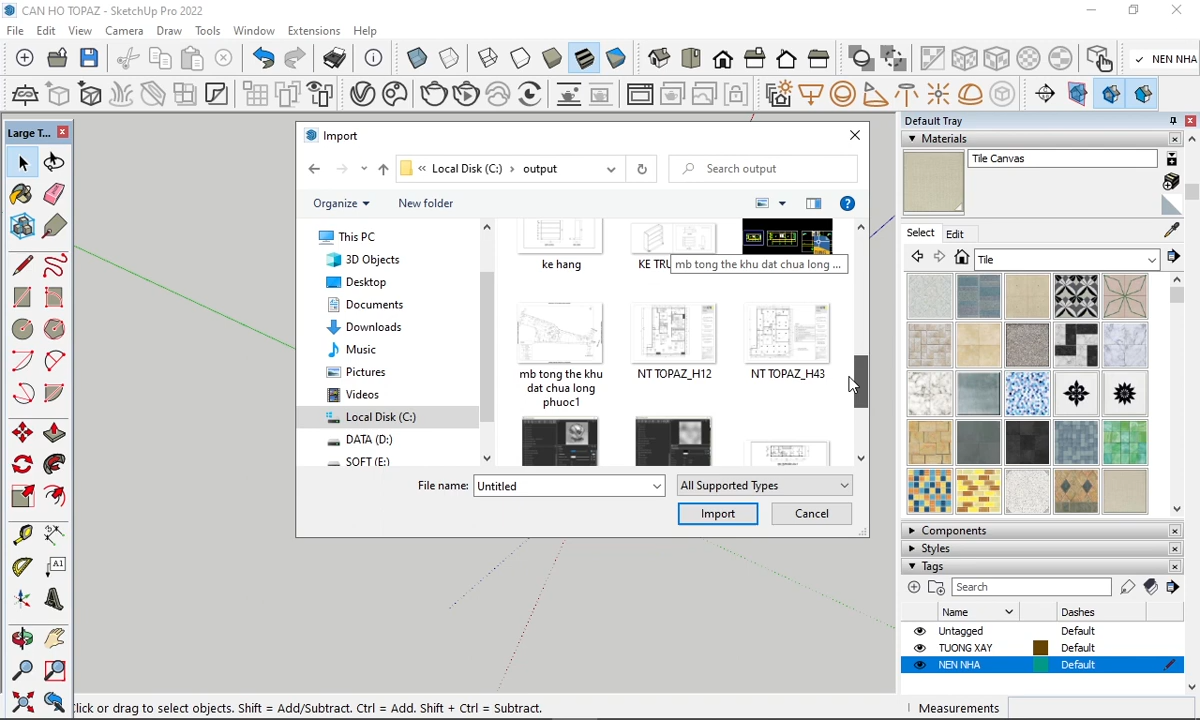 CAN HO TOPAZ - SketchUp Pro 2022
File Edit View Camera Draw Tools Window Extensions Help
✓ NEN NHA
Large T...
Import
« Local Disk (C:) › output
Search output
Organize New folder
This PC
3D Objects
Desktop
Documents
Downloads
Music
Pictures
Videos
Local Disk (C:)
DATA (D:)
SOFT (E:)
ke hang
KE TRU
mb tong the khu dat chua long ...
mb tong the khu dat chua long phuoc1
NT TOPAZ_H12
NT TOPAZ_H43
File name: Untitled
All Supported Types
Import Cancel
Default Tray
Materials
Tile Canvas
Select Edit
Tile
Components
Styles
Tags
Search
Name Dashes
Untagged Default
TUONG XAY Default
NEN NHA Default
A1
lick or drag to select objects. Shift = Add/Subtract. Ctrl = Add. Shift + Ctrl = Subtract.
Measurements